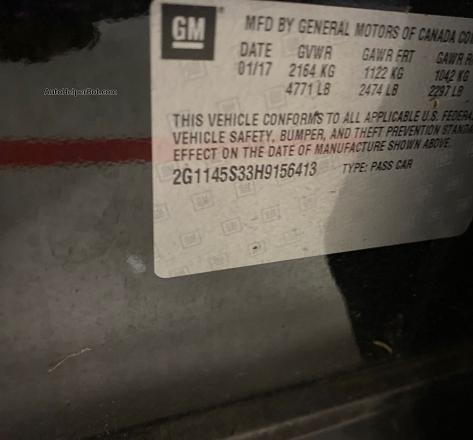 GM
MFD BY GENERAL MOTORS OF CANADA
DATE GVWR GAWR FRT GAWR
01/17 2164 KG 1122 KG 1042 KG
4771 LB 2474 LB 2297 LB
THIS VEHICLE CONFORMS TO ALL APPLICABLE U.S. FEDERA
VEHICLE SAFETY, BUMPER, AND THEFT PREVENTION STANDA
EFFECT ON THE DATE OF MANUFACTURE SHOWN ABOVE.
2G1145S33H9156413 TYPE: PASS CAR
AutoHelperBot.com